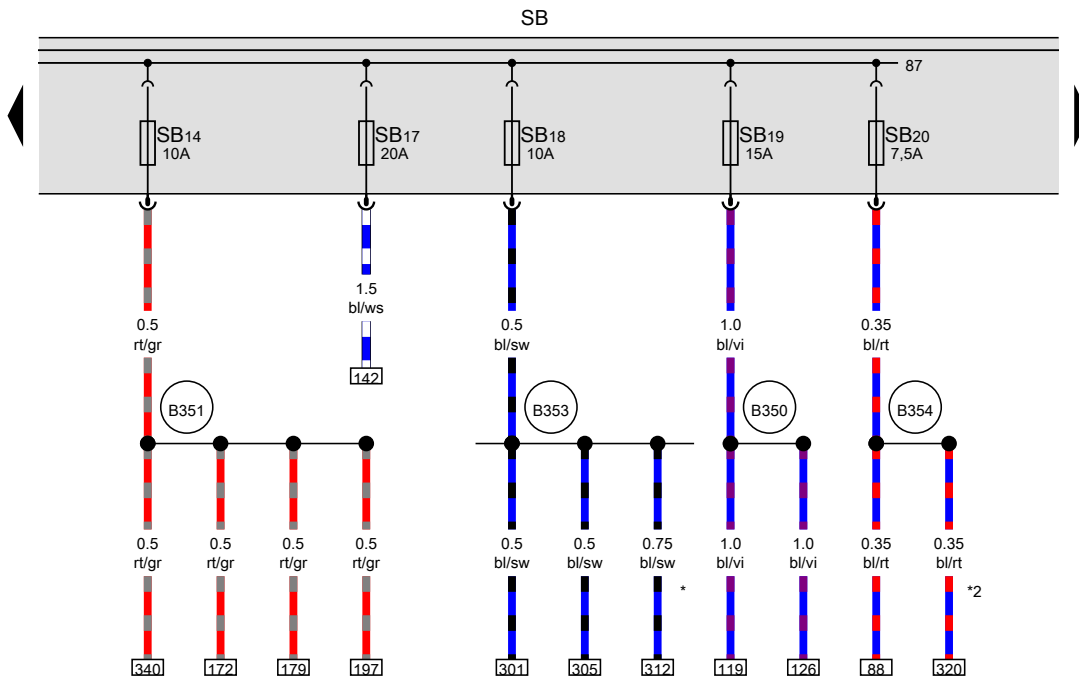 SB
87
SB14 SB17 SB18 SB19 SB20
10A 20A 10A 15A 7,5A
1.5
bl/ws
0.5 0.5 1.0 0.35
rt/gr bl/sw bl/vi bl/rt
142
B351 B353 B350 B354
0.5 0.5 0.5 0.5 0.5 0.5 0.75 1.0 1.0 0.35 0.35
rt/gr rt/gr rt/gr rt/gr bl/sw bl/sw bl/sw bl/vi bl/vi bl/rt bl/rt
* *2
340 172 179 197 301 305 312 119 126 88 320